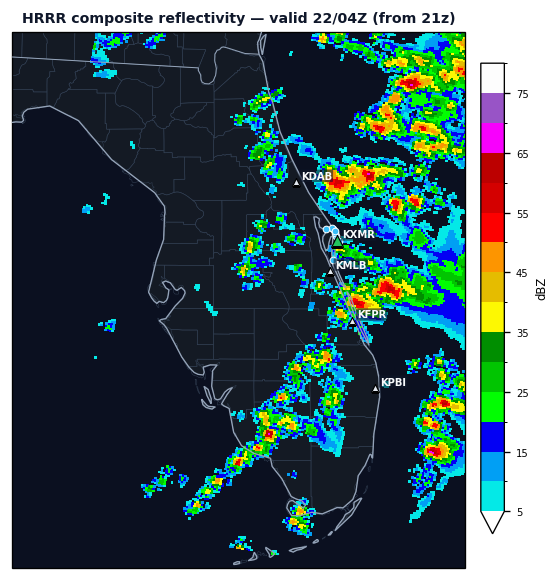 HRRR composite reflectivity — valid 22/04Z (from 21z)
KDAB
KXMR
KMLB
KFPR
KPBI
75
65
55
45
35
25
15
5
dBZ